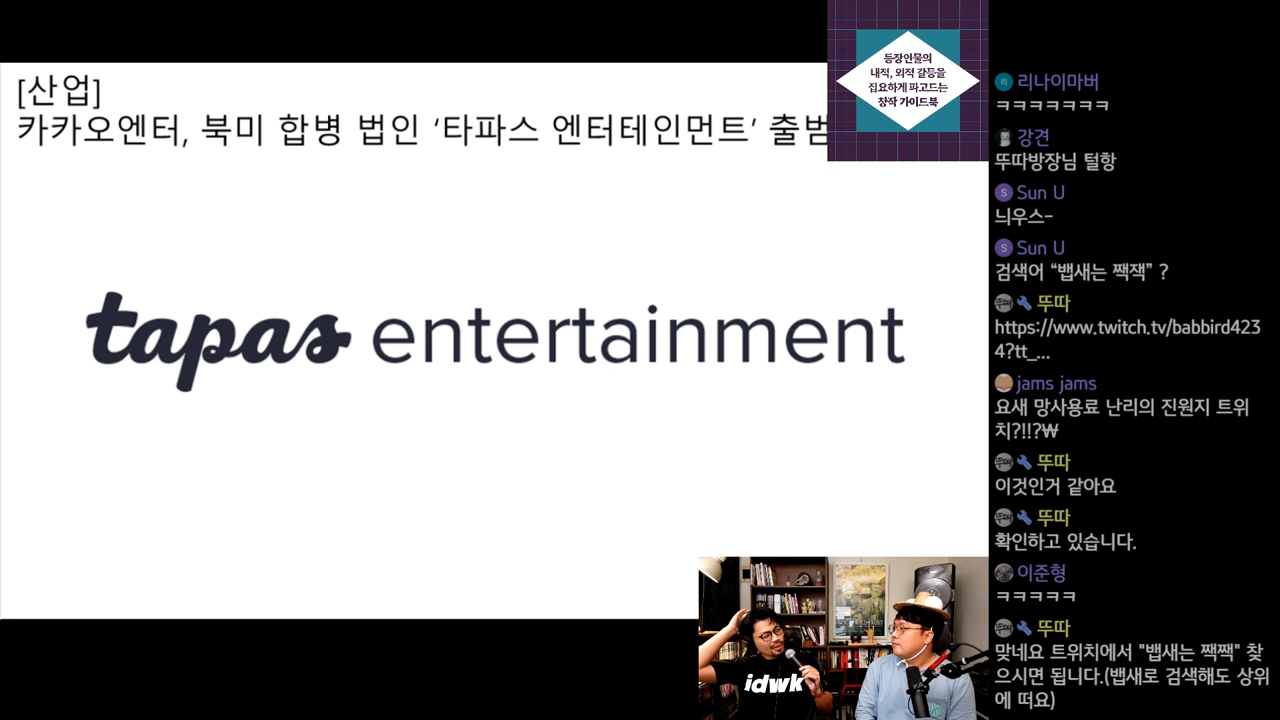 [산업]
카카오엔터, 북미 합병 법인 ‘타파스 엔터테인먼트’ 출범
등장인물의
내적, 외적 갈등을
집요하게 파고드는
창작 가이드북
tapas entertainment
idwk
리나이마버
ㅋㅋㅋㅋㅋㅋㅋ
강견
뚜따방장님 털항
Sun U
늬우스-
Sun U
검색어 “뱁새는 짹잭” ?
뚜따
https://www.twitch.tv/babbird423
4?tt_...
jams jams
요새 망사용료 난리의 진원지 트위
치?!!?₩
뚜따
이것인거 같아요
뚜따
확인하고 있습니다.
이준형
ㅋㅋㅋㅋㅋ
뚜따
맞네요 트위치에서 "뱁새는 짹짹" 찾
으시면 됩니다.(뱁새로 검색해도 상위
에 떠요)